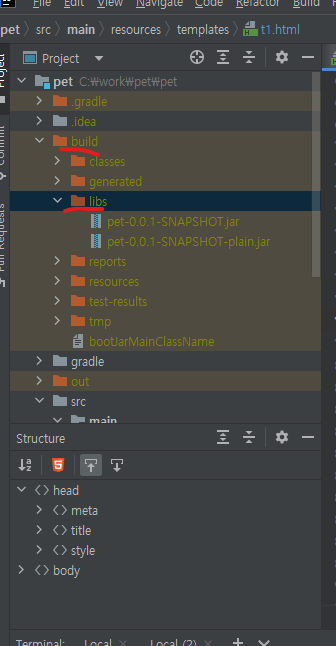 File Edit View Navigate Code Refactor
pet src main resources templates t1.html
Project
Project
pet C:￦work￦pet￦pet
.gradle
.idea
build
classes
generated
libs
pet-0.0.1-SNAPSHOT.jar
pet-0.0.1-SNAPSHOT-plain.jar
reports
resources
test-results
tmp
bootJarMainClassName
gradle
out
src
main
Pull Requests
Structure
head
meta
title
style
body
Terminal: Local Local (2)